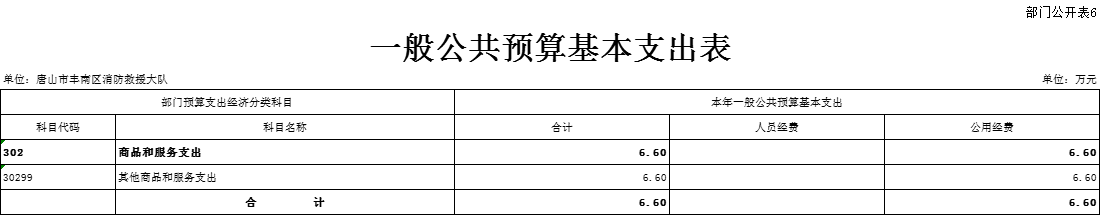 部门公开表6
一般公共预算基本支出表
单位：唐山市丰南区消防救援大队 单位：万元
部门预算支出经济分类科目 本年一般公共预算基本支出
科目代码 科目名称 合计 人员经费 公用经费
302 商品和服务支出 6.60 6.60
30299 其他商品和服务支出 6.60 6.60
合 计 6.60 6.60